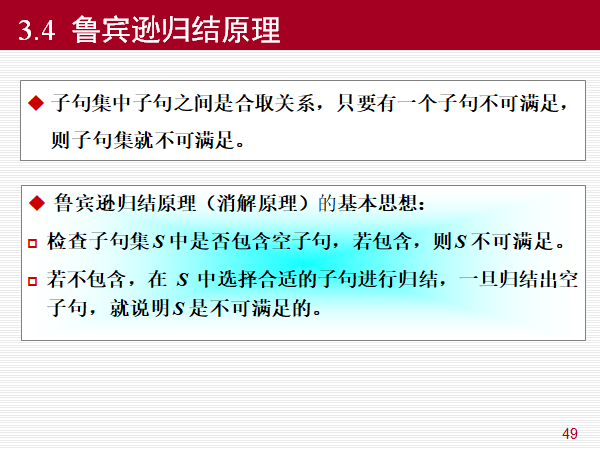 3.4 鲁宾逊归结原理
◆ 子句集中子句之间是合取关系，只要有一个子句不可满足，
则子句集就不可满足。
◆ 鲁宾逊归结原理（消解原理）的基本思想：
检查子句集 S 中是否包含空子句，若包含，则 S 不可满足。
若不包含，在 S 中选择合适的子句进行归结，一旦归结出空
子句，就说明 S 是不可满足的。
49